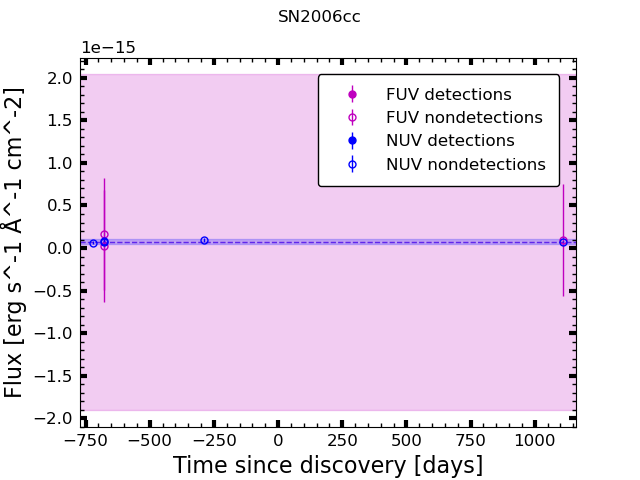 SN2006cc
1e−15
2.0
1.5
1.0
0.5
0.0
−0.5
−1.0
−1.5
−2.0
Flux [erg s^-1 Å^-1 cm^-2]
FUV detections
FUV nondetections
NUV detections
NUV nondetections
−750 −500 −250 0 250 500 750 1000
Time since discovery [days]